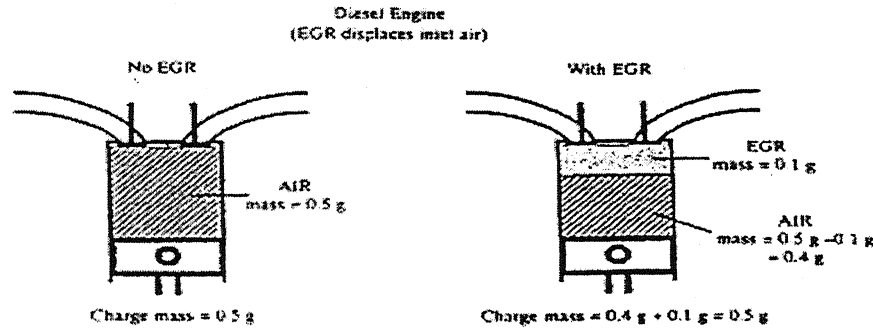 Diesel Engine
(EGR displaces inlet air)
No EGR
AIR
mass = 0.5 g
Charge mass = 0.5 g
With EGR
EGR
mass = 0.1 g
AIR
mass = 0.5 g -0.1 g
= 0.4 g
Charge mass = 0.4 g + 0.1 g = 0.5 g